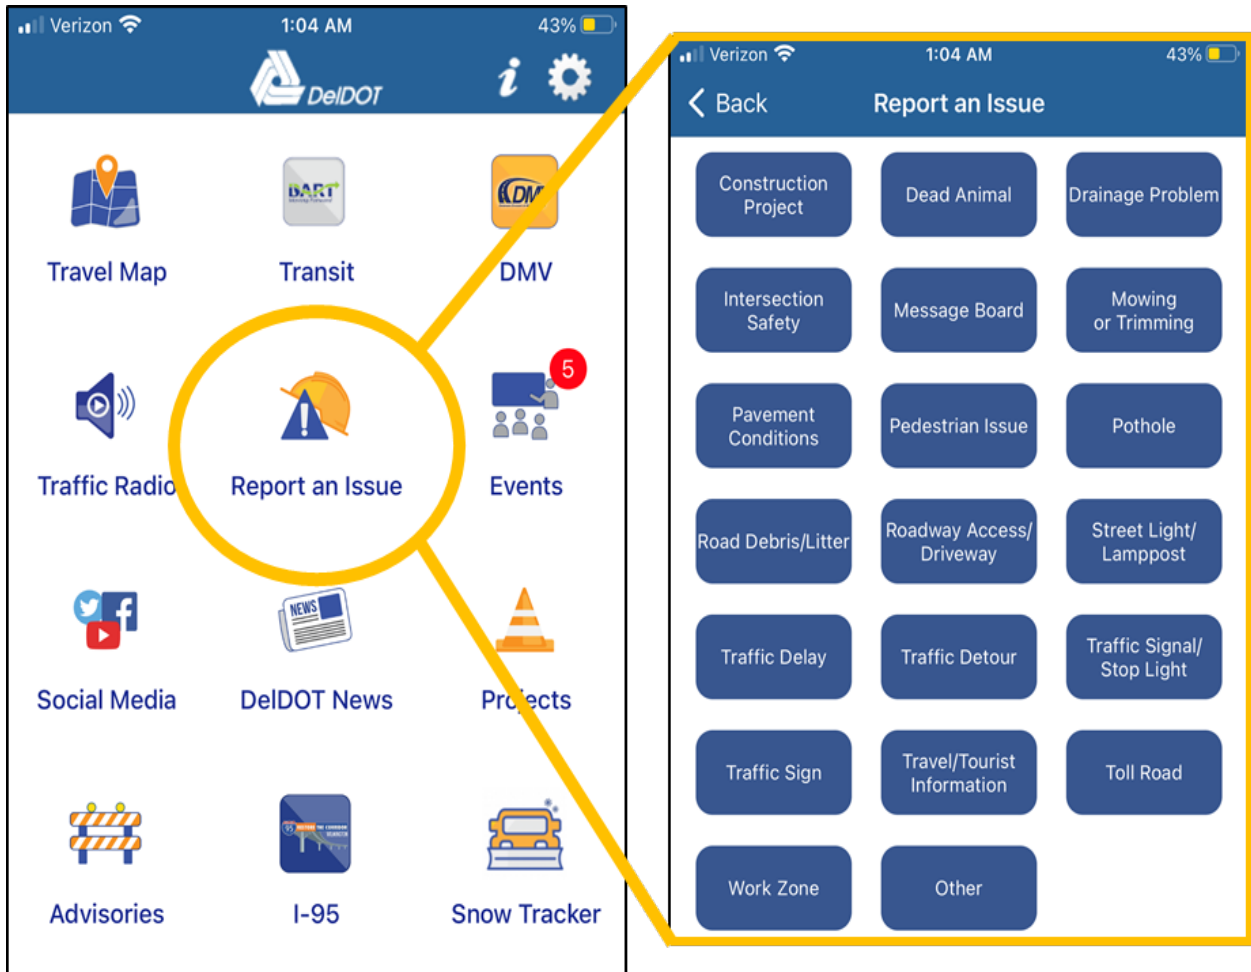 Verizon 1:04 AM 43%
DelDOT i
DART
DMV
Travel Map Transit DMV
5
Traffic Radio Report an Issue Events
NEWS
Social Media DelDOT News Projects
95
Advisories I-95 Snow Tracker
Verizon 1:04 AM 43%
Back Report an Issue
Construction
Project
Dead Animal
Drainage Problem
Intersection
Safety
Message Board
Mowing
or Trimming
Pavement
Conditions
Pedestrian Issue
Pothole
Road Debris/Litter
Roadway Access/
Driveway
Street Light/
Lamppost
Traffic Delay
Traffic Detour
Traffic Signal/
Stop Light
Traffic Sign
Travel/Tourist
Information
Toll Road
Work Zone
Other